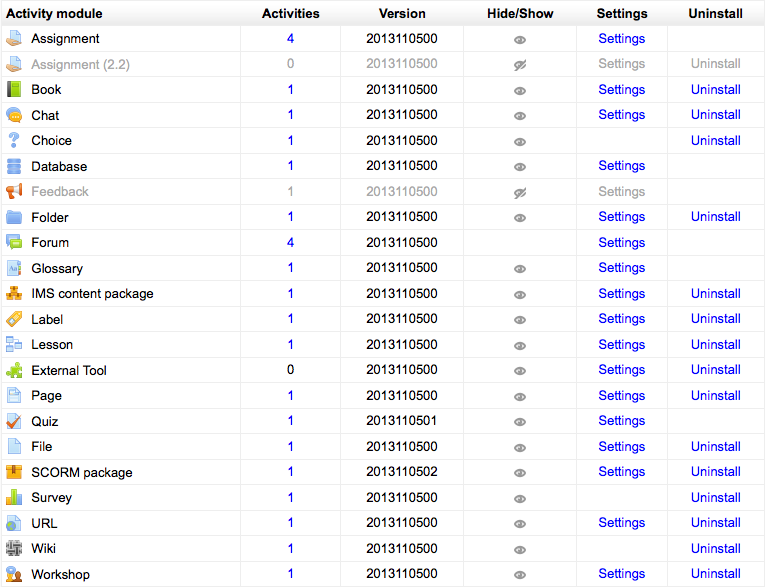 Activity module Activities Version Hide/Show Settings Uninstall
Assignment 4 2013110500 Settings
Assignment (2.2) 0 2013110500 Settings Uninstall
Book 1 2013110500 Settings Uninstall
Chat 1 2013110500 Settings Uninstall
Choice 1 2013110500 Uninstall
Database 1 2013110500 Settings
Feedback 1 2013110500 Settings
Folder 1 2013110500 Settings Uninstall
Forum 4 2013110500 Settings
Glossary 1 2013110500 Settings
IMS content package 1 2013110500 Settings Uninstall
Label 1 2013110500 Settings Uninstall
Lesson 1 2013110500 Settings Uninstall
External Tool 0 2013110500 Settings Uninstall
Page 1 2013110500 Settings Uninstall
Quiz 1 2013110501 Settings
File 1 2013110500 Settings Uninstall
SCORM package 1 2013110502 Settings Uninstall
Survey 1 2013110500 Uninstall
URL 1 2013110500 Settings Uninstall
Wiki 1 2013110500 Uninstall
Workshop 1 2013110500 Settings Uninstall